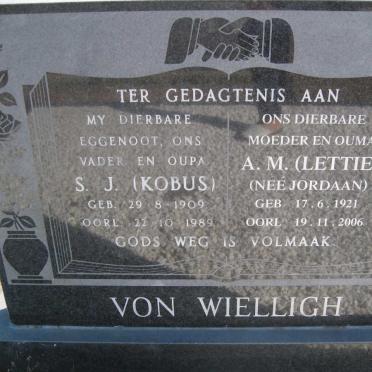 TER GEDAGTENIS AAN
MY DIERBARE
EGGENOOT, ONS
VADER EN OUPA
S. J. (KOBUS)
GEB. 29-8-1909
OORL. 22-10-1989
ONS DIERBARE
MOEDER EN OUMA
A. M. (LETTIE)
(NEÉ JORDAAN)
GEB 17.6.1921
OORL 19.11.2006
GODS WEG IS VOLMAAK.
VON WIELLIGH